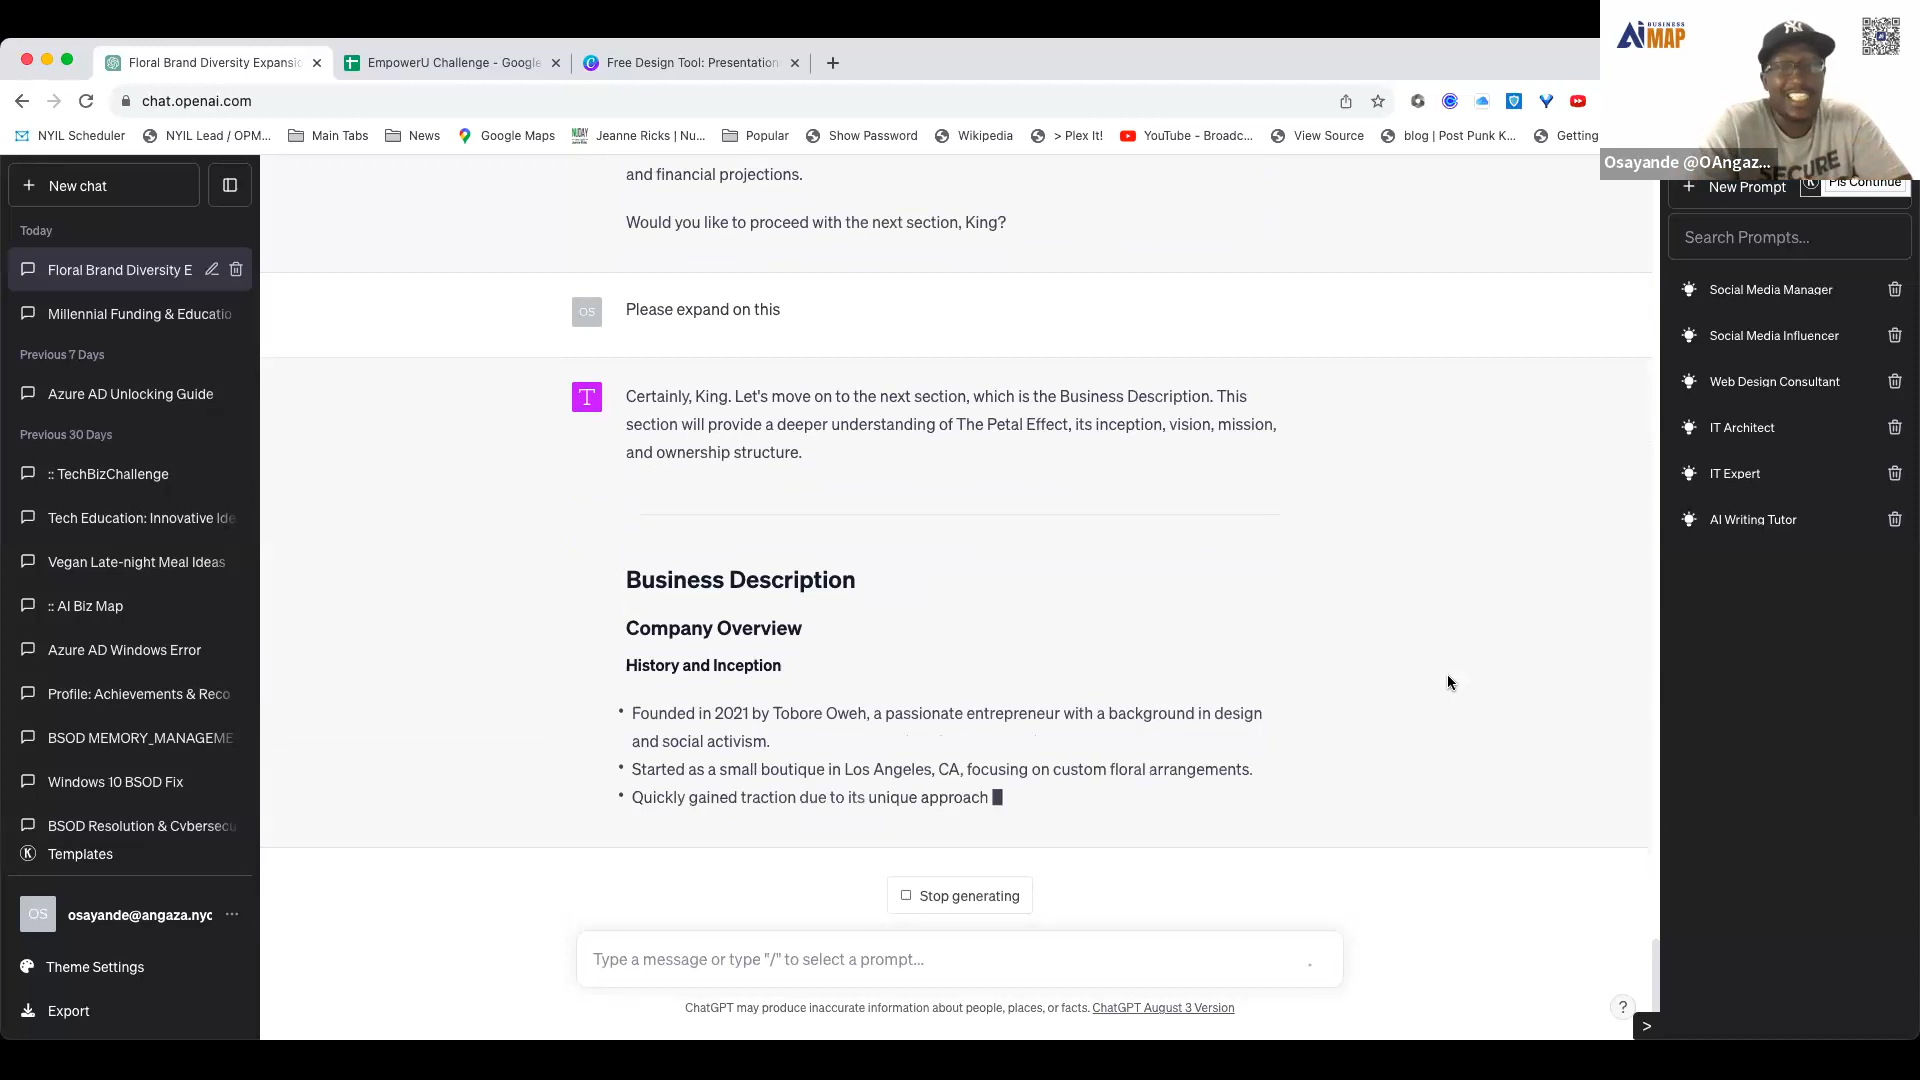 Floral Brand Diversity Expansio
EmpowerU Challenge - Google
Free Design Tool: Presentation
chat.openai.com
NYIL Scheduler
NYIL Lead / OPM...
Main Tabs
News
Google Maps
Jeanne Ricks | Nu...
Popular
Show Password
Wikipedia
> Plex It!
YouTube - Broadc...
View Source
blog | Post Punk K...
Getting
BUSINESS
AiMAP
SECURE
Osayande @OAngaz...
New chat
Today
Floral Brand Diversity E
Millennial Funding & Educatio
Previous 7 Days
Azure AD Unlocking Guide
Previous 30 Days
:: TechBizChallenge
Tech Education: Innovative Ide
Vegan Late-night Meal Ideas
:: AI Biz Map
Azure AD Windows Error
Profile: Achievements & Reco
BSOD MEMORY_MANAGEME
Windows 10 BSOD Fix
BSOD Resolution & Cybersecu
Templates
OS
osayande@angaza.nyc
Theme Settings
Export
and financial projections.
Would you like to proceed with the next section, King?
OS
Please expand on this
T
Certainly, King. Let's move on to the next section, which is the Business Description. This
section will provide a deeper understanding of The Petal Effect, its inception, vision, mission,
and ownership structure.
Business Description
Company Overview
History and Inception
• Founded in 2021 by Tobore Oweh, a passionate entrepreneur with a background in design
and social activism.
• Started as a small boutique in Los Angeles, CA, focusing on custom floral arrangements.
• Quickly gained traction due to its unique approach
Stop generating
Type a message or type "/" to select a prompt...
ChatGPT may produce inaccurate information about people, places, or facts. ChatGPT August 3 Version
?
>
New Prompt
Pls Continue
Search Prompts...
Social Media Manager
Social Media Influencer
Web Design Consultant
IT Architect
IT Expert
AI Writing Tutor